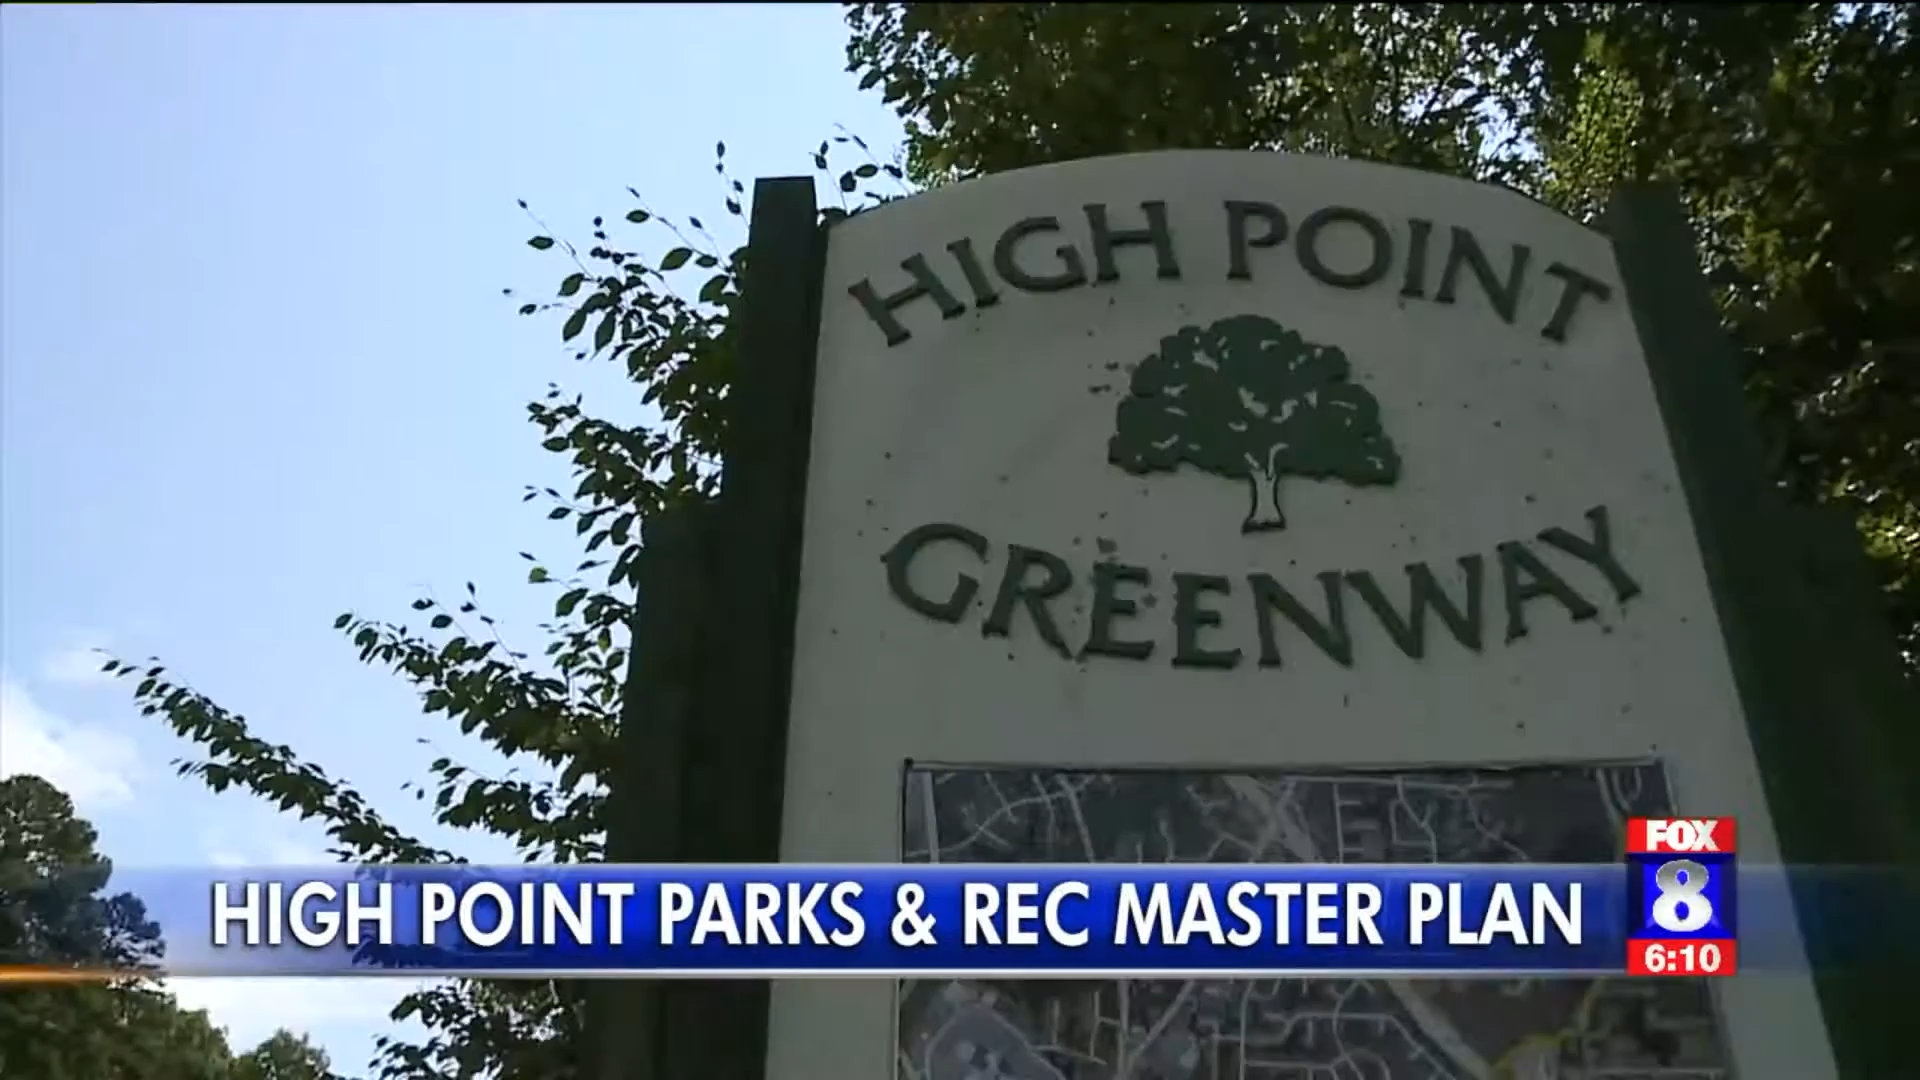 HIGH POINT
GREENWAY
HIGH POINT PARKS & REC MASTER PLAN
FOX
8
6:10